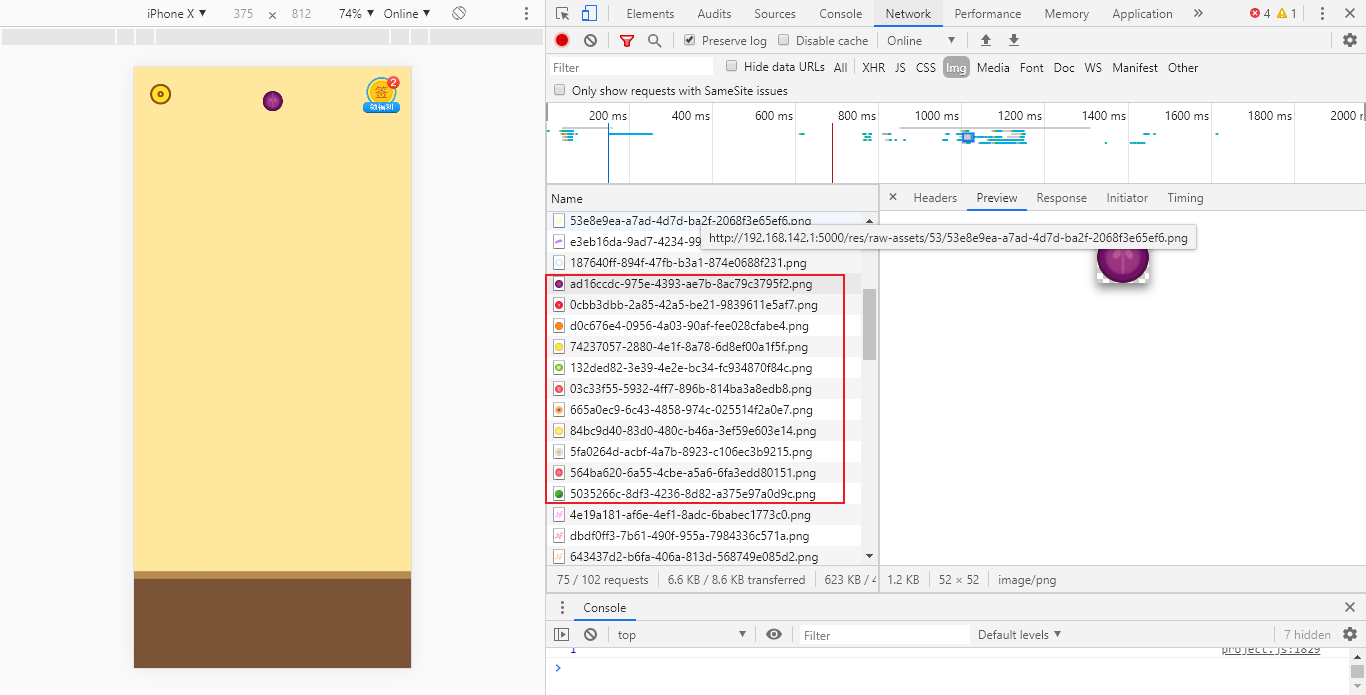 iPhone X ▼ 375 × 812 74% ▼ Online ▼
签
2
Elements Audits Sources Console Network Performance Memory Application » 4 1
Preserve log Disable cache Online ▼
Filter Hide data URLs All XHR JS CSS Img Media Font Doc WS Manifest Other
Only show requests with SameSite issues
200 ms 400 ms 600 ms 800 ms 1000 ms 1200 ms 1400 ms 1600 ms 1800 ms 2000 r
Name
× Headers Preview Response Initiator Timing
53e8e9ea-a7ad-4d7d-ba2f-2068f3e65ef6.png
http://192.168.142.1:5000/res/raw-assets/53/53e8e9ea-a7ad-4d7d-ba2f-2068f3e65ef6.png
e3eb16da-9ad7-4234-99
187640ff-894f-47fb-b3a1-874e0688f231.png
ad16ccdc-975e-4393-ae7b-8ac79c3795f2.png
0cbb3dbb-2a85-42a5-be21-9839611e5af7.png
d0c676e4-0956-4a03-90af-fee028cfabe4.png
74237057-2880-4e1f-8a78-6d8ef00a1f5f.png
132ded82-3e39-4e2e-bc34-fc934870f84c.png
03c33f55-5932-4ff7-896b-814ba3a8edb8.png
665a0ec9-6c43-4858-974c-025514f2a0e7.png
84bc9d40-83d0-480c-b46a-3ef59e603e14.png
5fa0264d-acbf-4a7b-8923-c106ec3b9215.png
564ba620-6a55-4cbe-a5a6-6fa3edd80151.png
5035266c-8df3-4236-8d82-a375e97a0d9c.png
4e19a181-af6e-4ef1-8adc-6babec1773c0.png
dbdf0ff3-7b61-490f-955a-7984336c571a.png
643437d2-b6fa-406a-813d-568749e085d2.png
75 / 102 requests 6.6 KB / 8.6 KB transferred 623 KB / 4
1.2 KB 52 × 52 image/png
Console
top ▼ Filter Default levels ▼ 7 hidden
1 project.js:1829